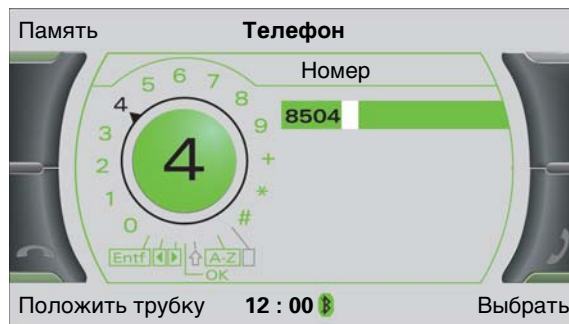 Память Телефон
Номер
8504
4
0 1 2 3 4 5 6 7 8 9 + * #
Entf A-Z
OK
Положить трубку 12 : 00 Выбрать